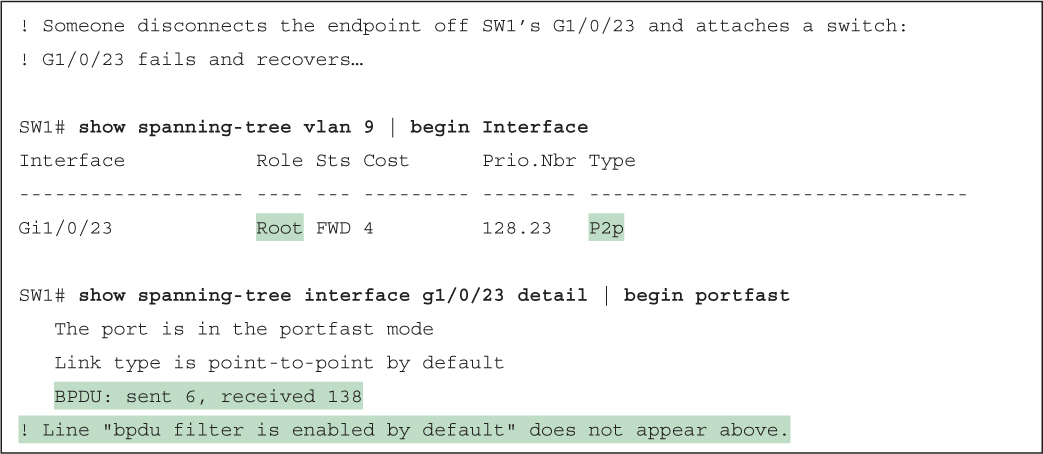 ! Someone disconnects the endpoint off SW1’s G1/0/23 and attaches a switch:
! G1/0/23 fails and recovers…
SW1# show spanning-tree vlan 9 | begin Interface
Interface           Role Sts Cost      Prio.Nbr Type
------------------- ---- --- --------- -------- --------------------------------
Gi1/0/23            Root FWD 4         128.23   P2p
SW1# show spanning-tree interface g1/0/23 detail | begin portfast
   The port is in the portfast mode
   Link type is point-to-point by default
   BPDU: sent 6, received 138
! Line "bpdu filter is enabled by default" does not appear above.